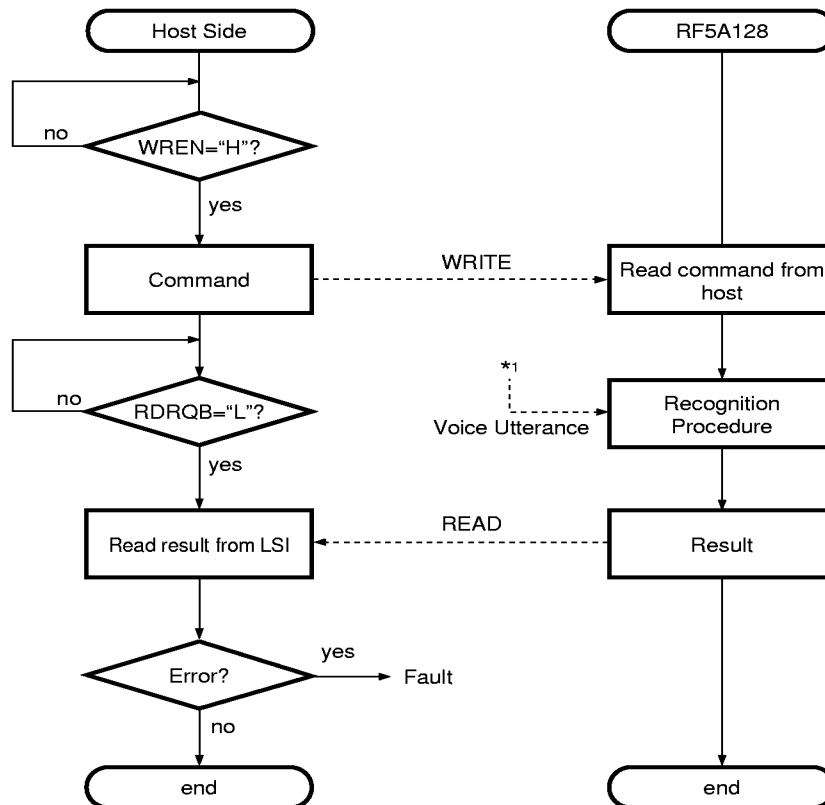 Host Side
RF5A128
no
WREN=“H”?
yes
Command
WRITE
Read command from
host
no
RDRQB=“L”?
*1
Voice Utterance
Recognition
Procedure
yes
Read result from LSI
READ
Result
Error?
yes
Fault
no
end
end